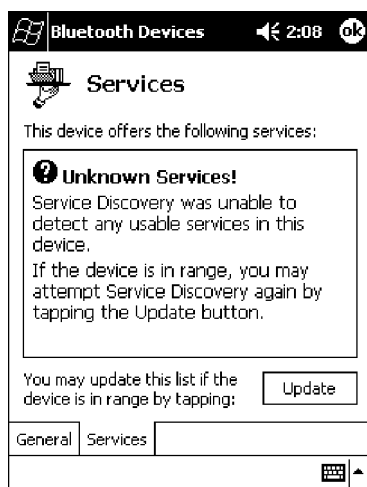 Bluetooth Devices 2:08 ok
Services
This device offers the following services:
Unknown Services!
Service Discovery was unable to
detect any usable services in this
device.
If the device is in range, you may
attempt Service Discovery again by
tapping the Update button.
You may update this list if the
device is in range by tapping:
Update
General Services